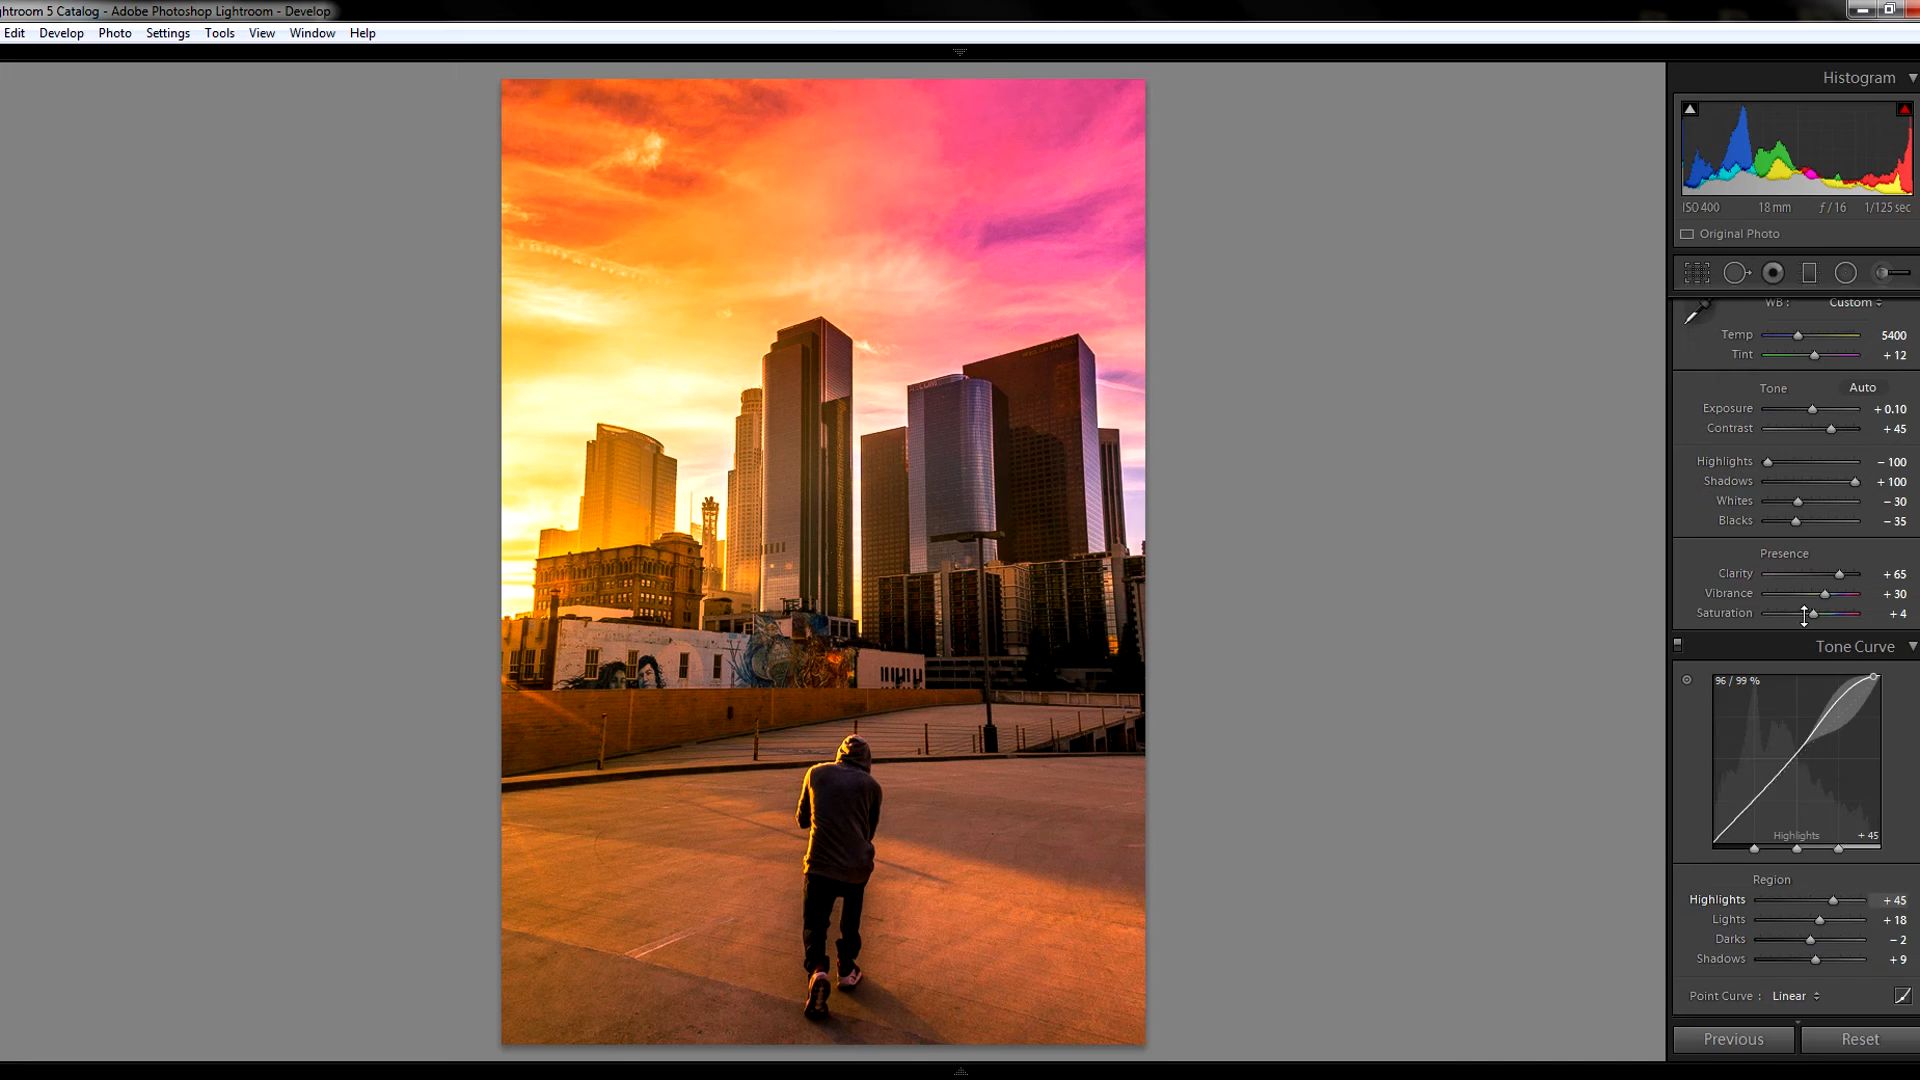 ghtroom 5 Catalog - Adobe Photoshop Lightroom - Develop
Edit Develop Photo Settings Tools View Window Help
Histogram
ISO 400 18 mm ƒ / 16 1/125 sec
Original Photo
WB : Custom
Temp 5400
Tint + 12
Tone Auto
Exposure + 0.10
Contrast + 45
Highlights − 100
Shadows + 100
Whites − 30
Blacks − 35
Presence
Clarity + 65
Vibrance + 30
Saturation + 4
Tone Curve
96 / 99 %
Highlights + 45
Region
Highlights + 45
Lights + 18
Darks − 2
Shadows + 9
Point Curve : Linear
Previous Reset